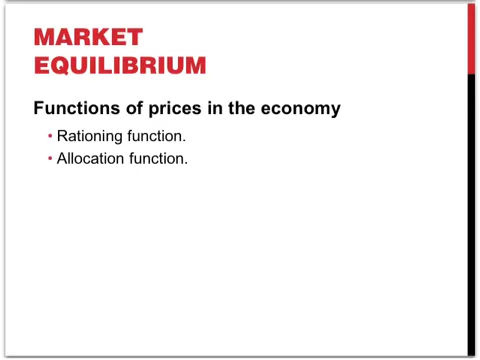 MARKET
EQUILIBRIUM
Functions of prices in the economy
• Rationing function.
• Allocation function.